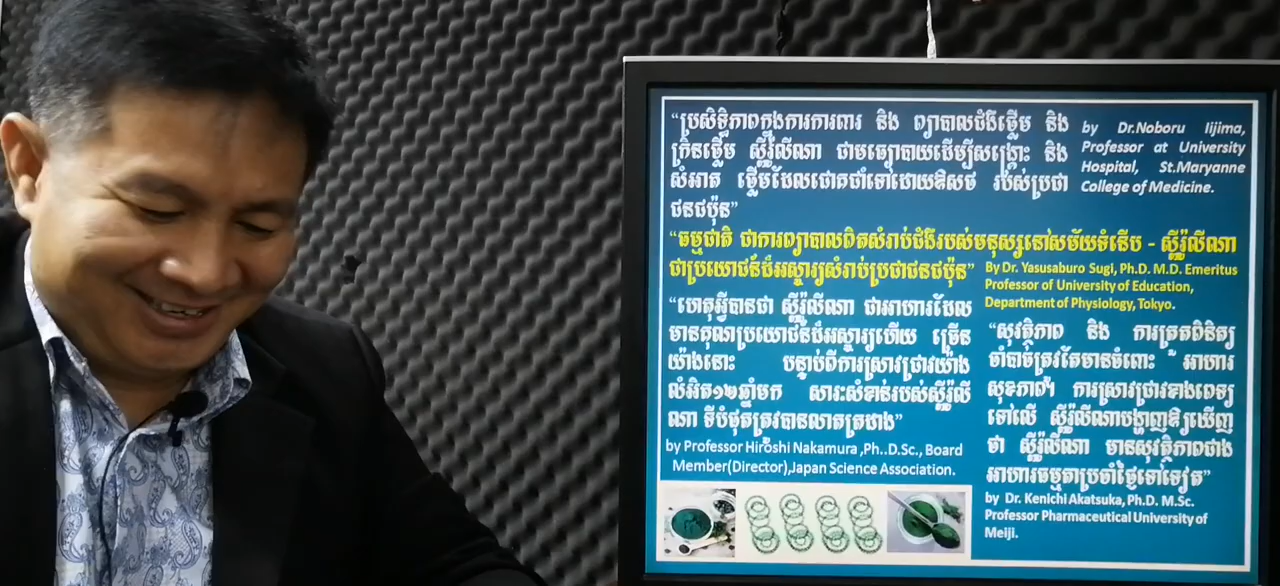 “ប្រសិទ្ធិភាពក្នុងការការពារ និង ព្យាបាលជំងឺថ្លើម និង
ក្រិនថ្លើម ស្ពីរ៉ូលីណា ជាមធ្យោបាយដើម្បីសង្គ្រោះ និង
សំអាត ថ្លើមដែលជោគជាំទៅដោយឱសថ របស់ប្រជា
ជនជប៉ុន”
by Dr.Noboru Iijima,
Professor at University
Hospital, St.Maryanne
College of Medicine.
“ធម្មជាតិ ជាការព្យាបាលពិតសំរាប់ជំងឺរបស់មនុស្សនៅសម័យទំនើប - ស្ពីរ៉ូលីណា
ជាប្រយោជន៍ដ៏អស្ចារ្យសំរាប់ប្រជាជនជប៉ុន”
By Dr. Yasusaburo Sugi, Ph.D. M.D. Emeritus
Professor of University of Education,
Department of Physiology, Tokyo.
“ហេតុអ្វីបានជា ស្ពីរ៉ូលីណា ជាអាហារដែល
មានគុណប្រយោជន៍ដ៏អស្ចារ្យហើយ ច្រើន
យ៉ាងនោះ បន្ទាប់ពីការស្រាវជ្រាវយ៉ាង
លំអិត១២ឆ្នាំមក សារៈសំខាន់របស់ស្ពីរ៉ូលី
ណា ទីបំផុតត្រូវបានលាតត្រដាង”
by Professor Hiroshi Nakamura ,Ph..D.Sc., Board
Member(Director),Japan Science Association.
“សុវត្ថិភាព និង ការត្រួតពិនិត្យ
ចាំបាច់ត្រូវតែមានចំពោះ “ អាហារ
សុខភាព”។ ការស្រាវជ្រាវខាងពេទ្យ
ទៅលើ ស្ពីរ៉ូលីណាបង្ហាញឱ្យឃើញ
ថា ស្ពីរ៉ូលីណា មានសុវត្ថិភាពជាង
អាហារធម្មតាប្រចាំថ្ងៃទៅទៀត”
by Dr. Kenichi Akatsuka, Ph.D. M.Sc.
Professor Pharmaceutical University of
Meiji.